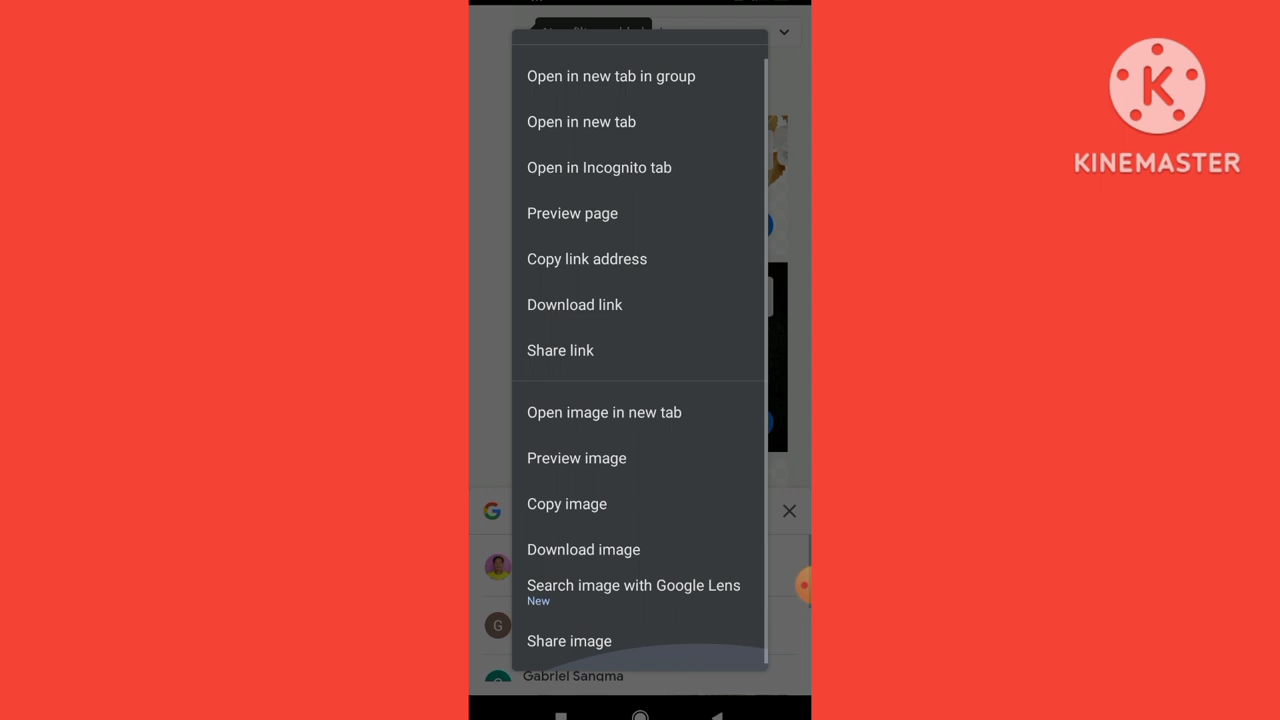 Open in new tab in group
Open in new tab
Open in Incognito tab
Preview page
Copy link address
Download link
Share link
Open image in new tab
Preview image
Copy image
Download image
Search image with Google Lens
New
Share image
G
Gabriel Sangma
K
KINEMASTER